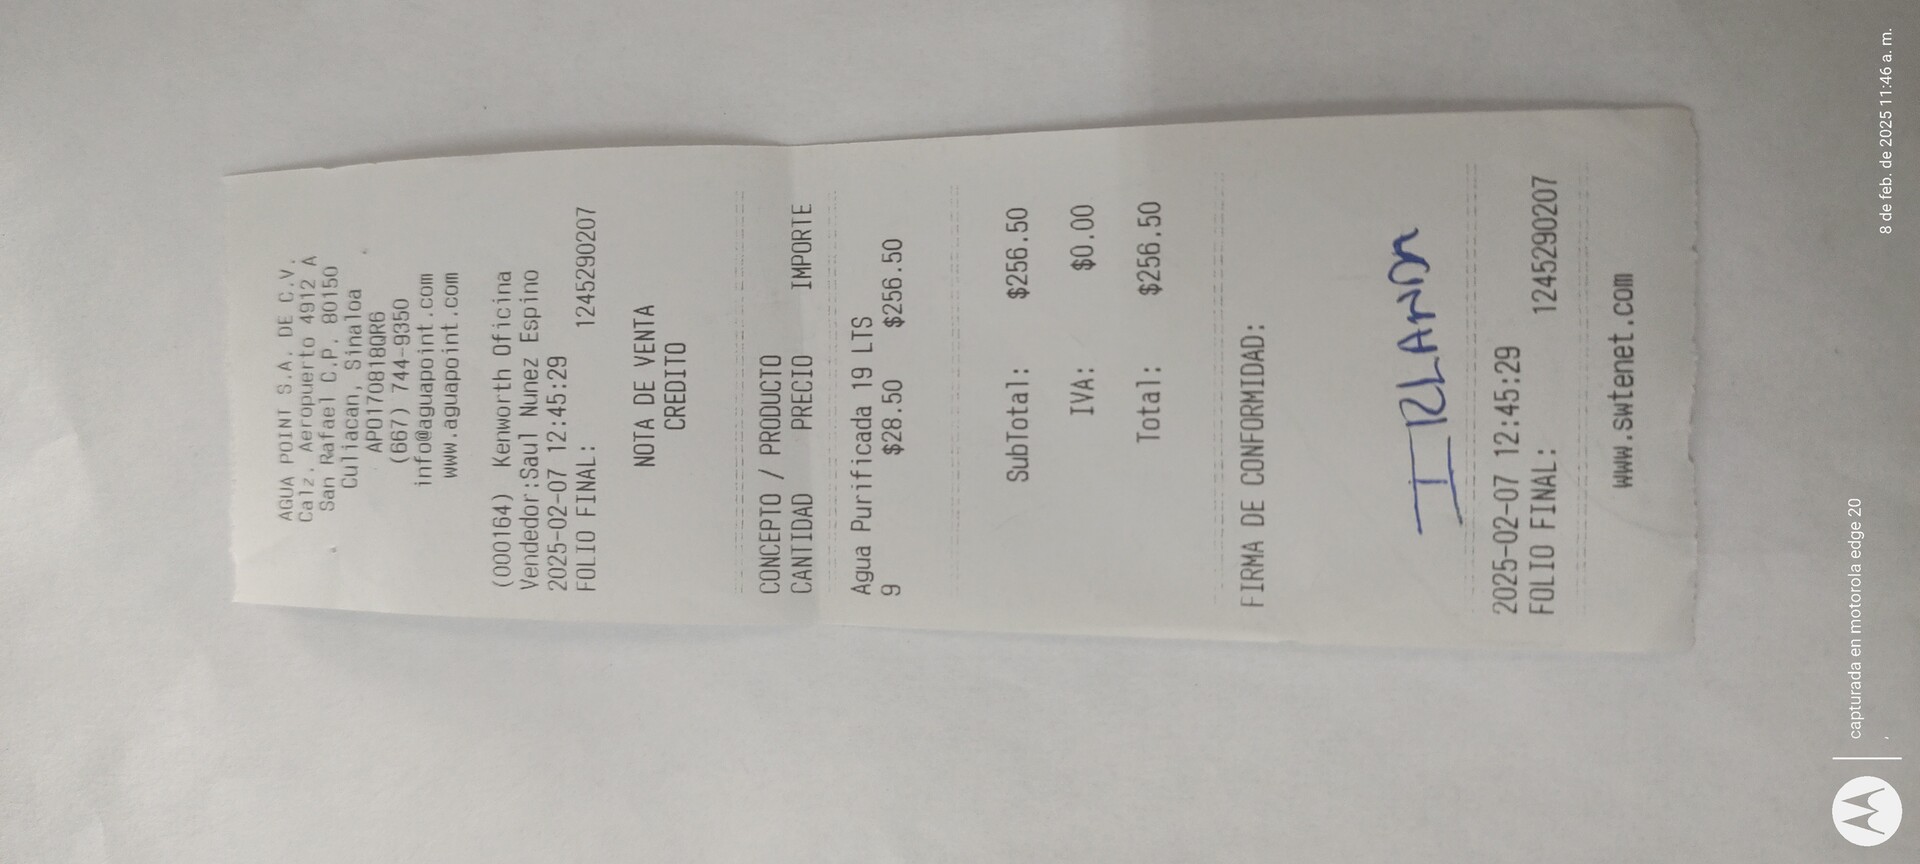 AGUA POINT S.A. DE C.V.
Calz. Aeropuerto 4912 A
San Rafael C.P. 80150
Culiacan, Sinaloa
APO170818QR6
(667) 744-9350
info@aguapoint.com
www.aguapoint.com
(000164) Kenworth Oficina
Vendedor:Saul Nunez Espino
2025-02-07 12:45:29
FOLIO FINAL: 1245290207
NOTA DE VENTA
CREDITO
CONCEPTO / PRODUCTO
CANTIDAD PRECIO IMPORTE
Agua Purificada 19 LTS
9 $28.50 $256.50
SubTotal: $256.50
IVA: $0.00
Total: $256.50
FIRMA DE CONFORMIDAD:
IRLANDA
2025-02-07 12:45:29
FOLIO FINAL: 1245290207
www.swtenet.com
capturada en motorola edge 20
8 de feb. de 2025 11:46 a. m.